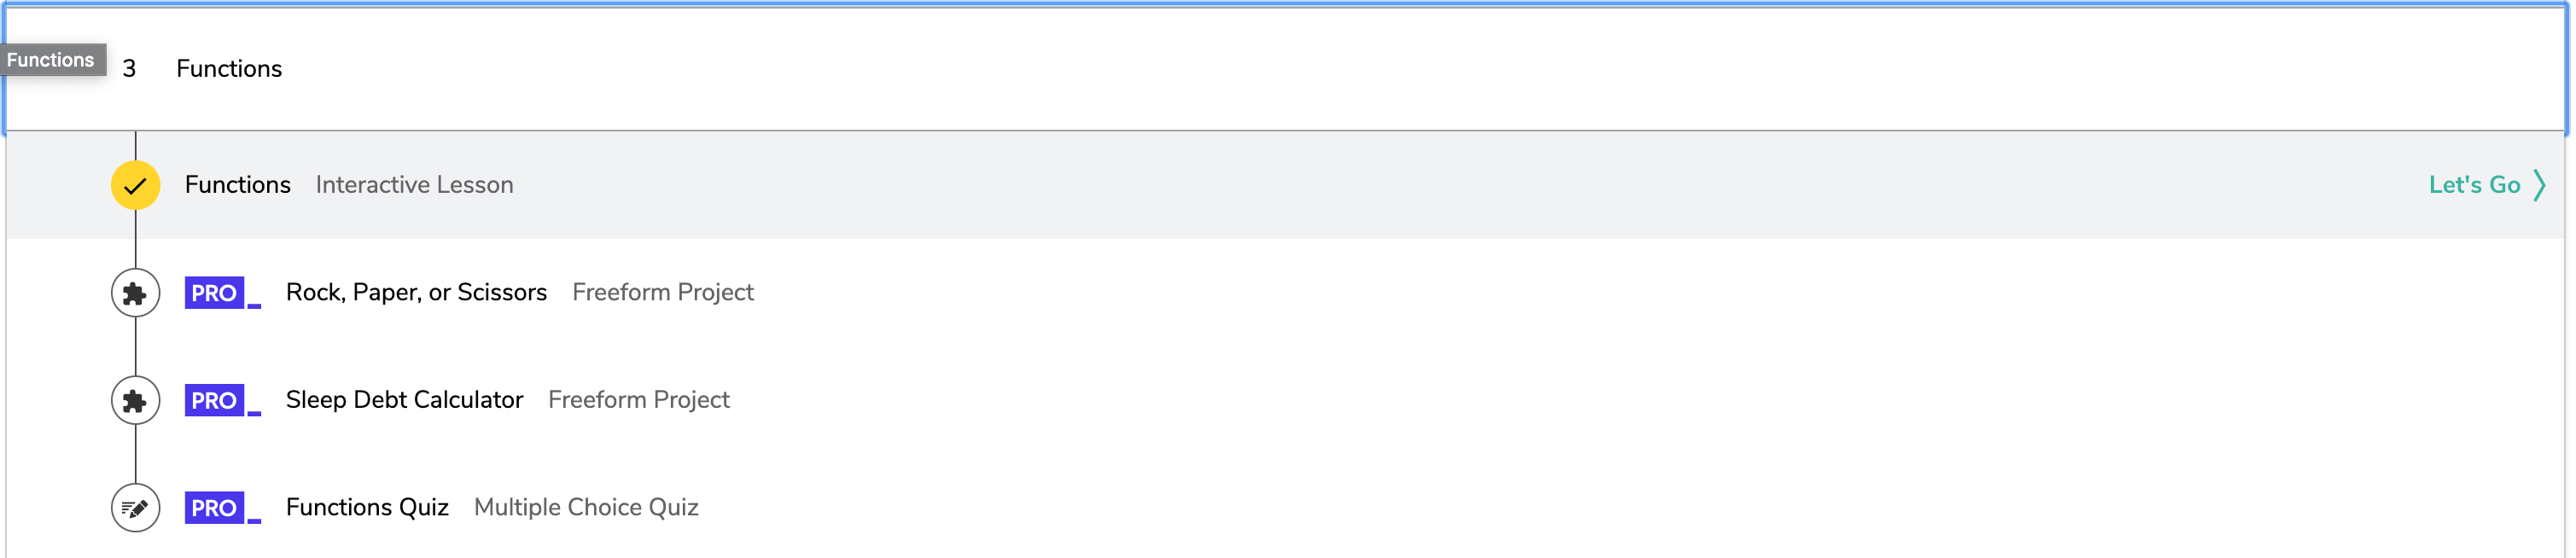 Functions
3 Functions
Functions Interactive Lesson Let's Go
PRO Rock, Paper, or Scissors Freeform Project
PRO Sleep Debt Calculator Freeform Project
PRO Functions Quiz Multiple Choice Quiz